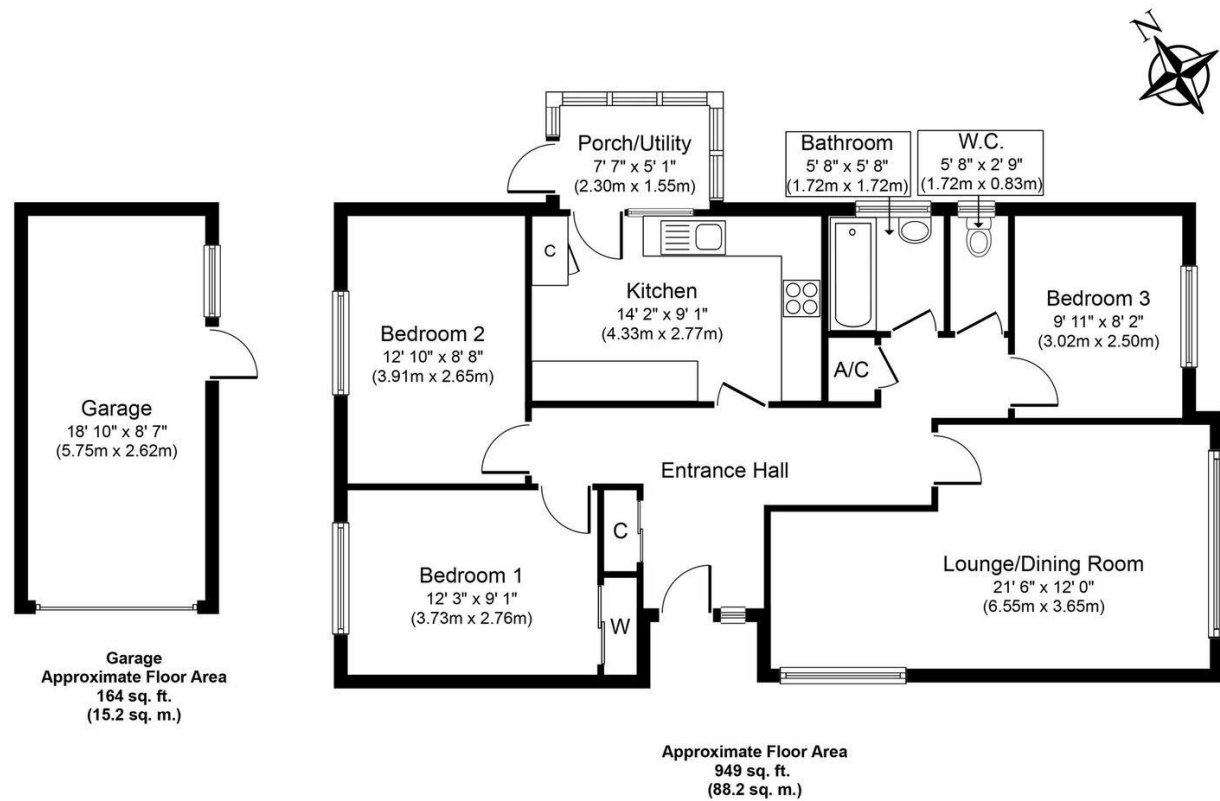 N
Porch/Utility
7' 7" x 5' 1"
(2.30m x 1.55m)
Bathroom
5' 8" x 5' 8"
(1.72m x 1.72m)
W.C.
5' 8" x 2' 9"
(1.72m x 0.83m)
C
Kitchen
14' 2" x 9' 1"
(4.33m x 2.77m)
Bedroom 3
9' 11" x 8' 2"
(3.02m x 2.50m)
Bedroom 2
12' 10" x 8' 8"
(3.91m x 2.65m)
A/C
Garage
18' 10" x 8' 7"
(5.75m x 2.62m)
Entrance Hall
C
Lounge/Dining Room
21' 6" x 12' 0"
(6.55m x 3.65m)
Bedroom 1
12' 3" x 9' 1"
(3.73m x 2.76m)
W
Garage
Approximate Floor Area
164 sq. ft.
(15.2 sq. m.)
Approximate Floor Area
949 sq. ft.
(88.2 sq. m.)